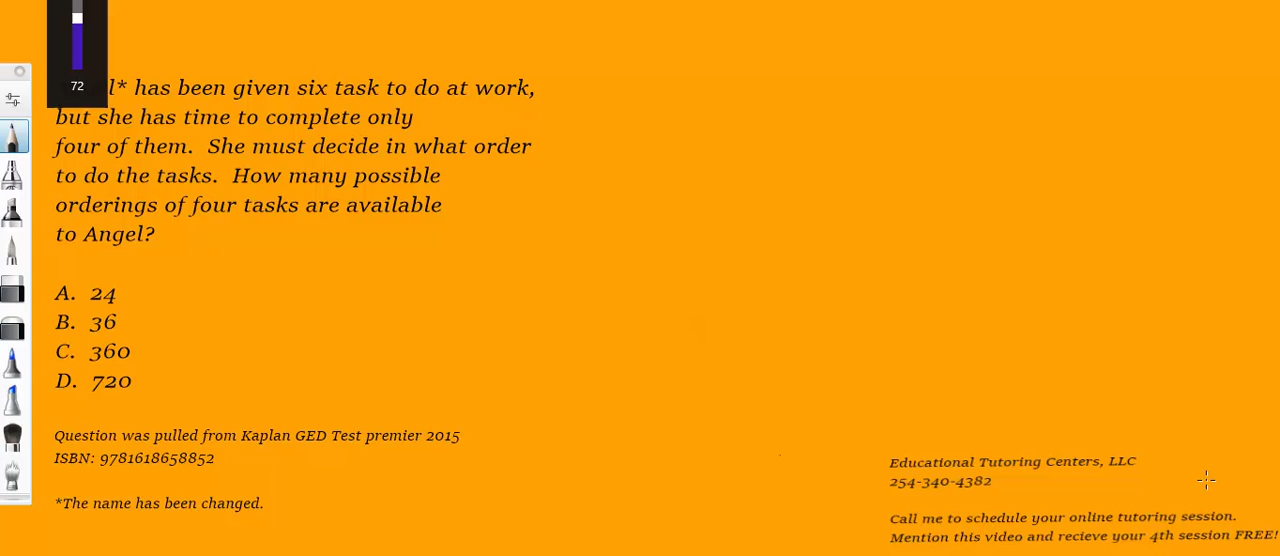 72
l* has been given six task to do at work,
but she has time to complete only
four of them. She must decide in what order
to do the tasks. How many possible
orderings of four tasks are available
to Angel?
A. 24
B. 36
C. 360
D. 720
Question was pulled from Kaplan GED Test premier 2015
ISBN: 9781618658852
*The name has been changed.
Educational Tutoring Centers, LLC
254-340-4382
Call me to schedule your online tutoring session.
Mention this video and recieve your 4th session FREE!